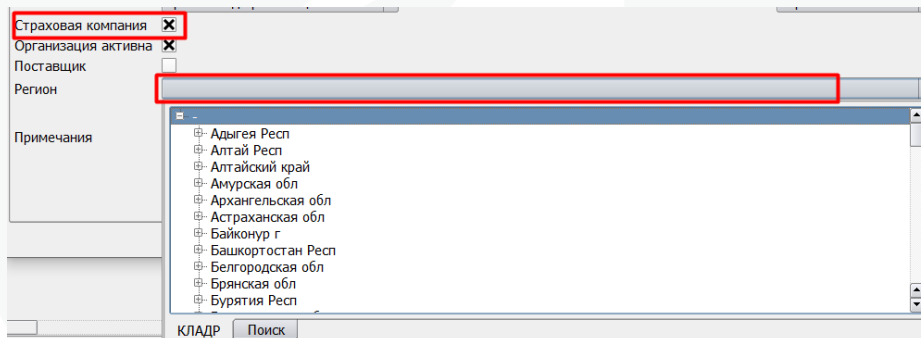 Страховая компания
Организация активна
Поставщик
Регион
-
Адыгея Респ
Примечания
Алтай Респ
Алтайский край
Амурская обл
Архангельская обл
Астраханская обл
Байконур г
Башкортостан Респ
Белгородская обл
Брянская обл
Бурятия Респ
КЛАДР Поиск